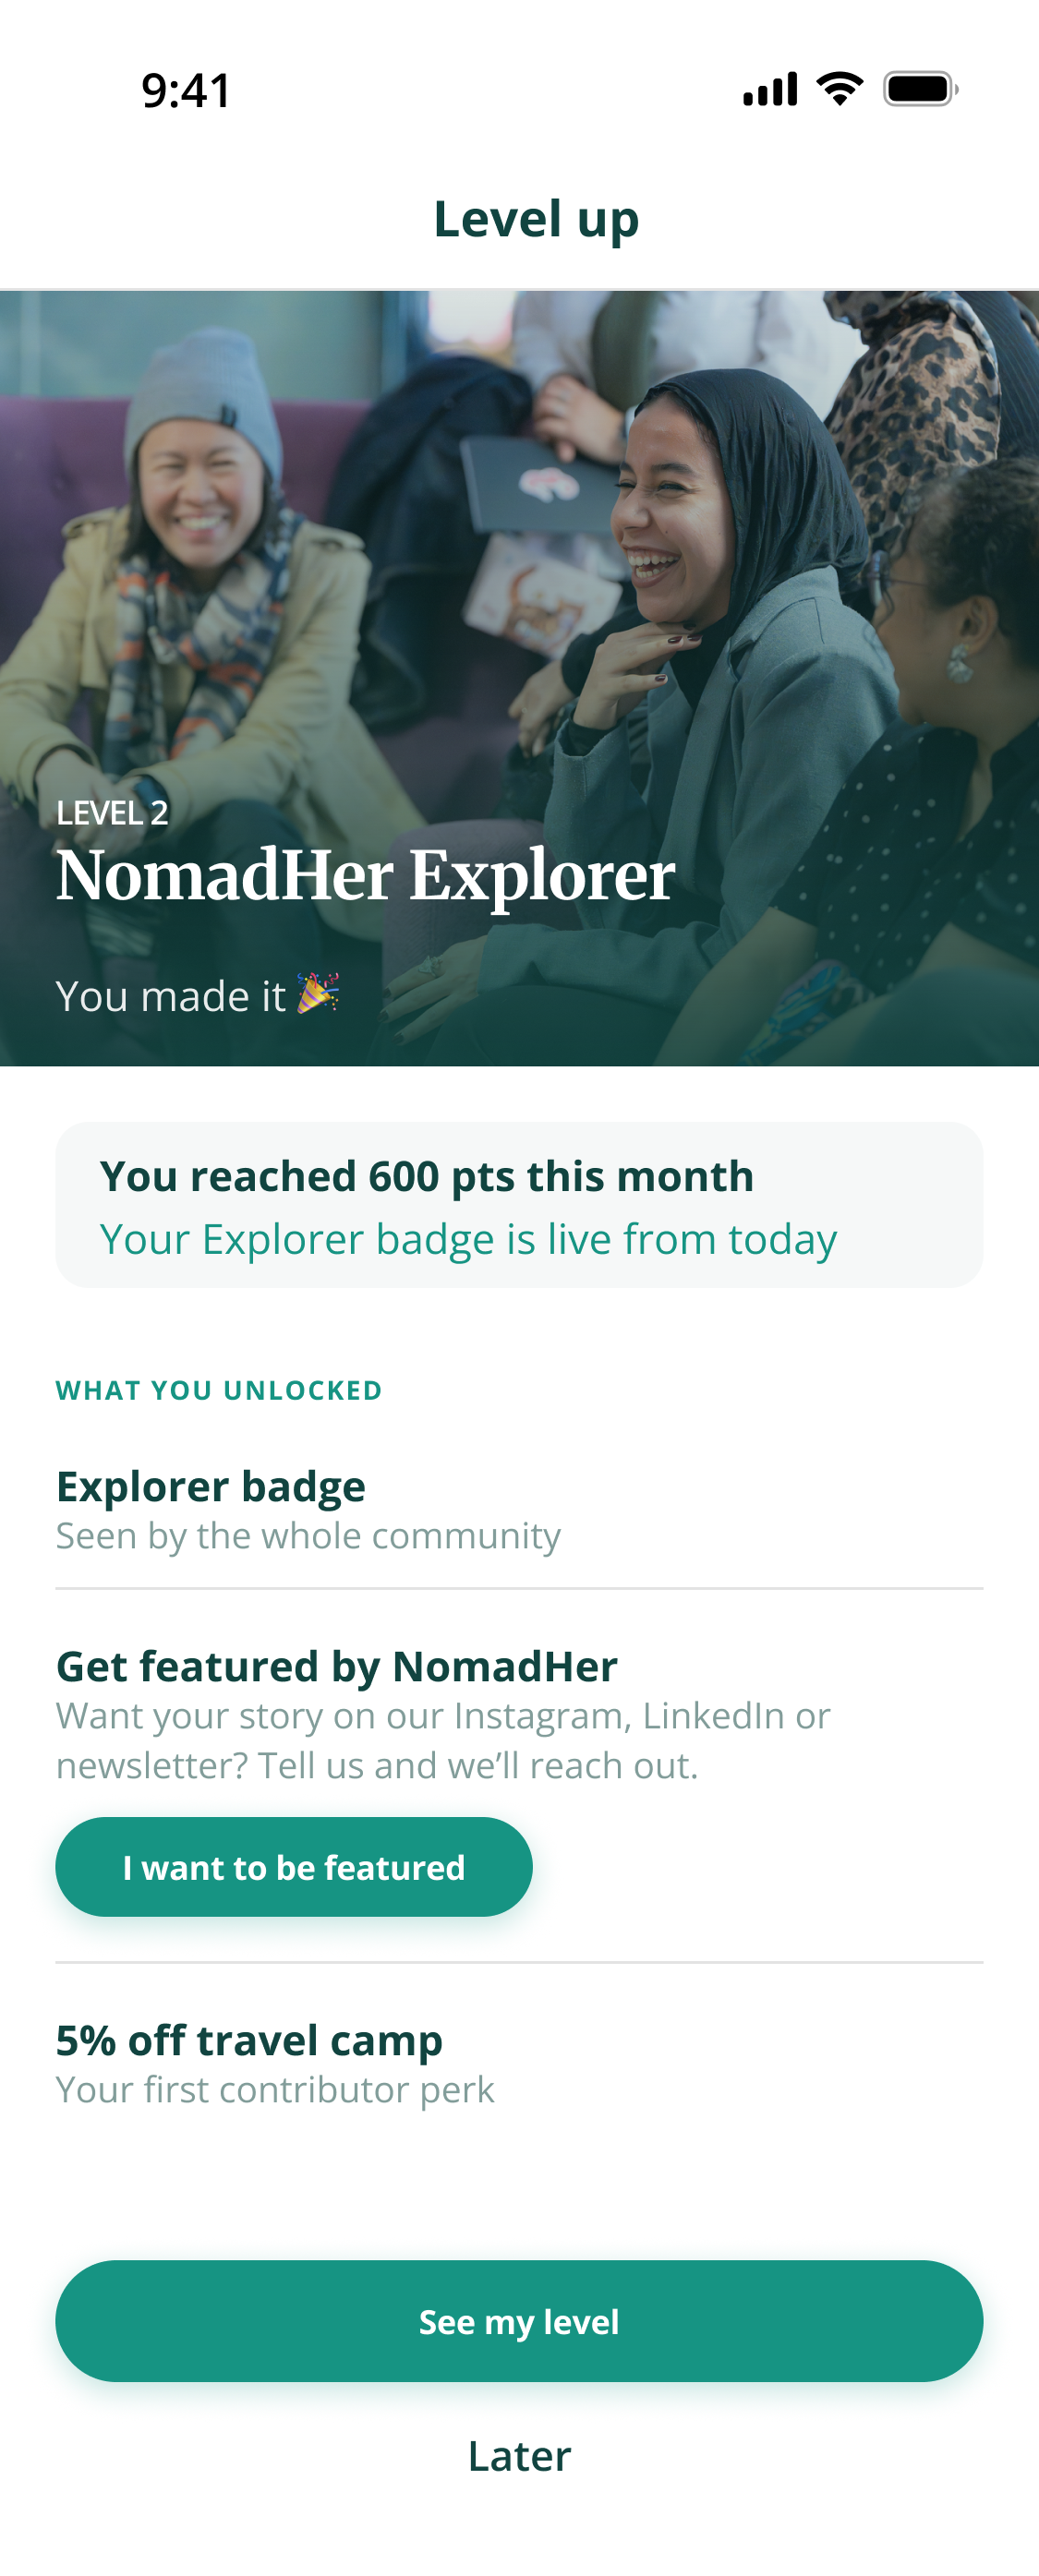 9:41
Level up
LEVEL 2
NomadHer Explorer
You made it 🎉
You reached 600 pts this month
Your Explorer badge is live from today
WHAT YOU UNLOCKED
Explorer badge
Seen by the whole community
Get featured by NomadHer
Want your story on our Instagram, LinkedIn or
newsletter? Tell us and we’ll reach out.
I want to be featured
5% off travel camp
Your first contributor perk
See my level
Later